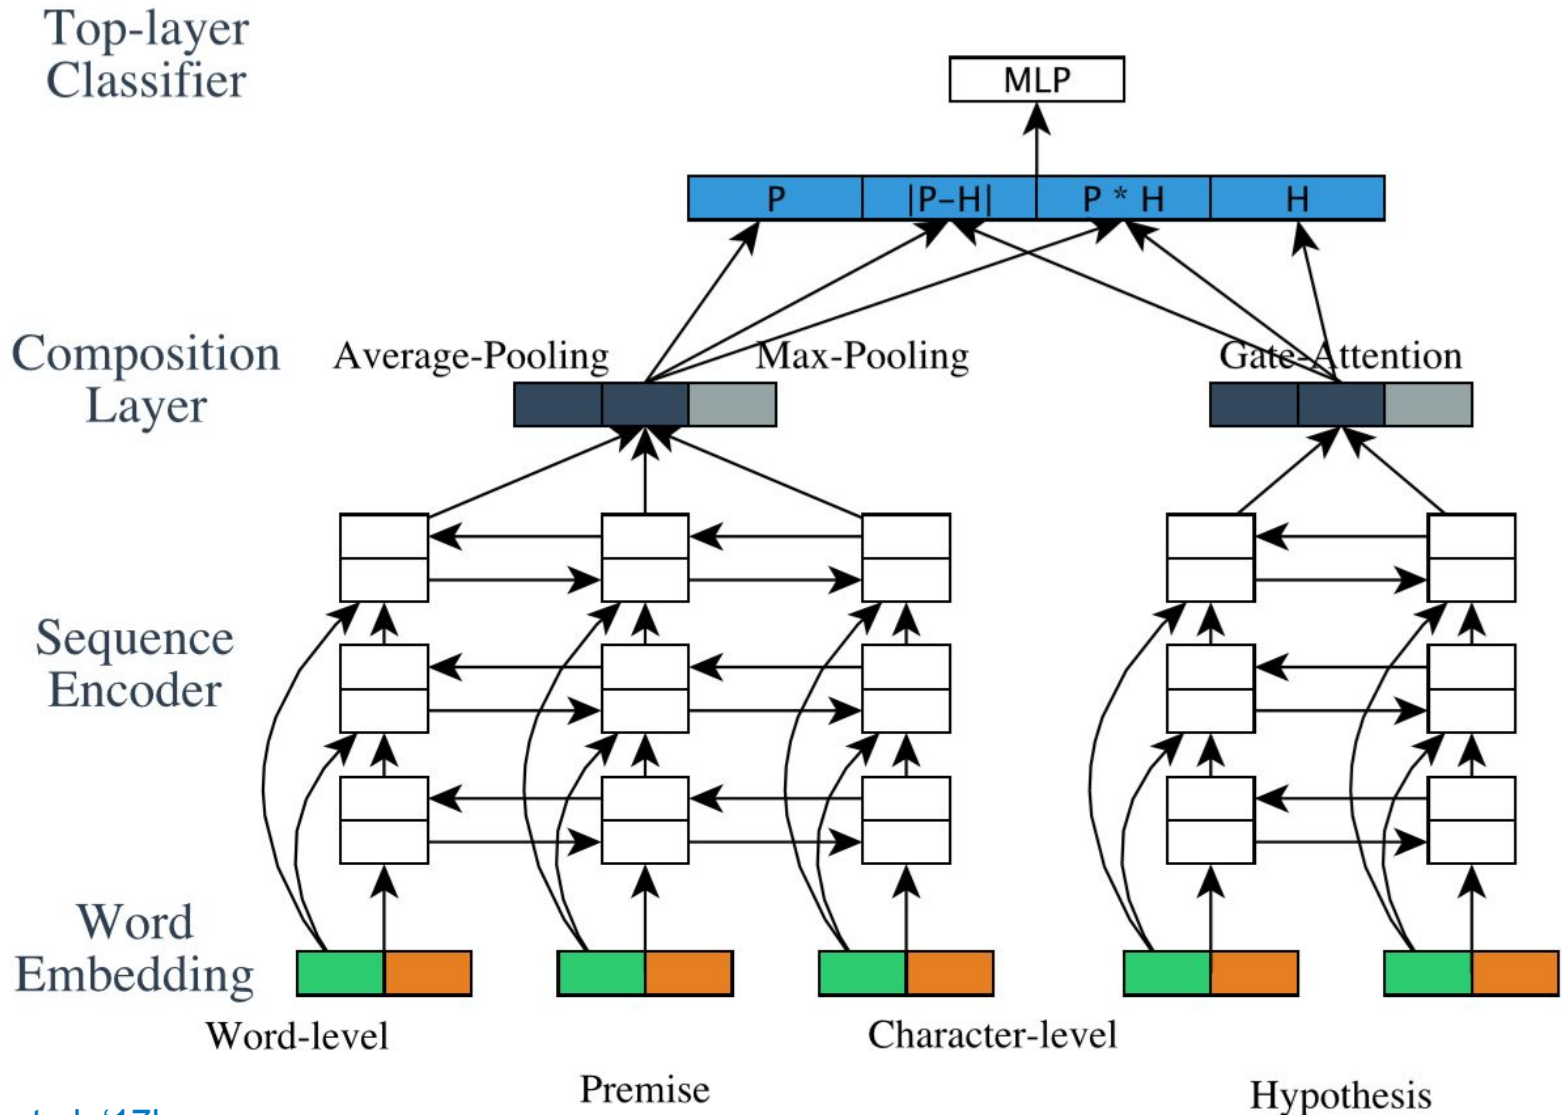 Top-layer
Classifier
MLP
P |P-H| P * H H
Composition
Layer
Average-Pooling Max-Pooling Gate-Attention
Sequence
Encoder
Word
Embedding
Word-level Character-level
Premise Hypothesis